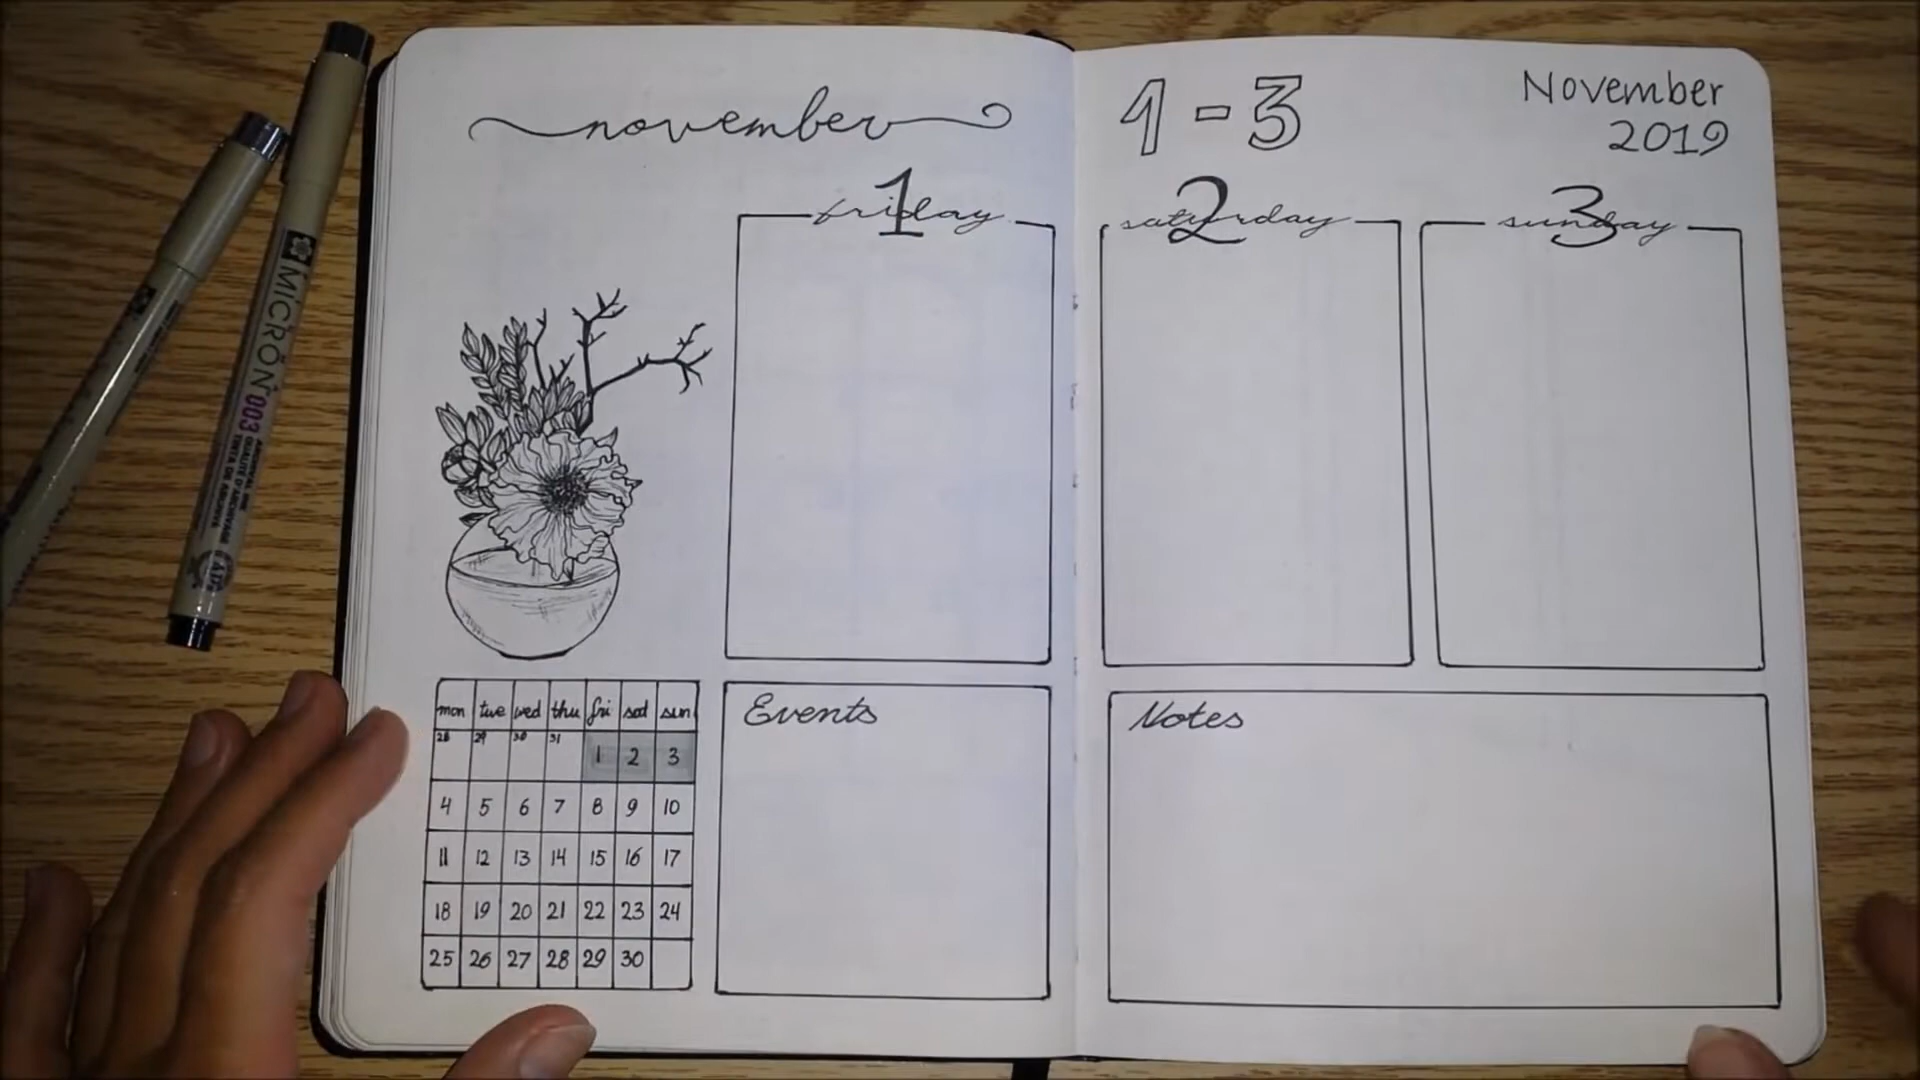 november
1 - 3
November
2019
1
friday
2
saturday
3
sunday
mon tue wed thu fri sat sun
28 29 30 31 1 2 3
4 5 6 7 8 9 10
11 12 13 14 15 16 17
18 19 20 21 22 23 24
25 26 27 28 29 30
Events
Notes
MICRON 003